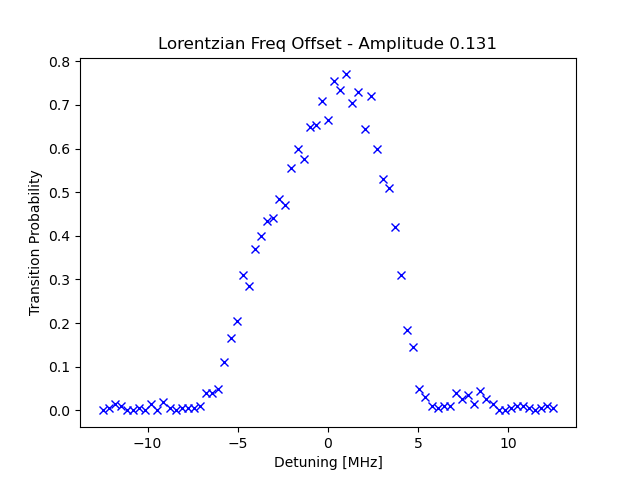 Lorentzian Freq Offset - Amplitude 0.131
0.8
0.7
0.6
0.5
0.4
0.3
0.2
0.1
0.0
Transition Probability
−10 −5 0 5 10
Detuning [MHz]